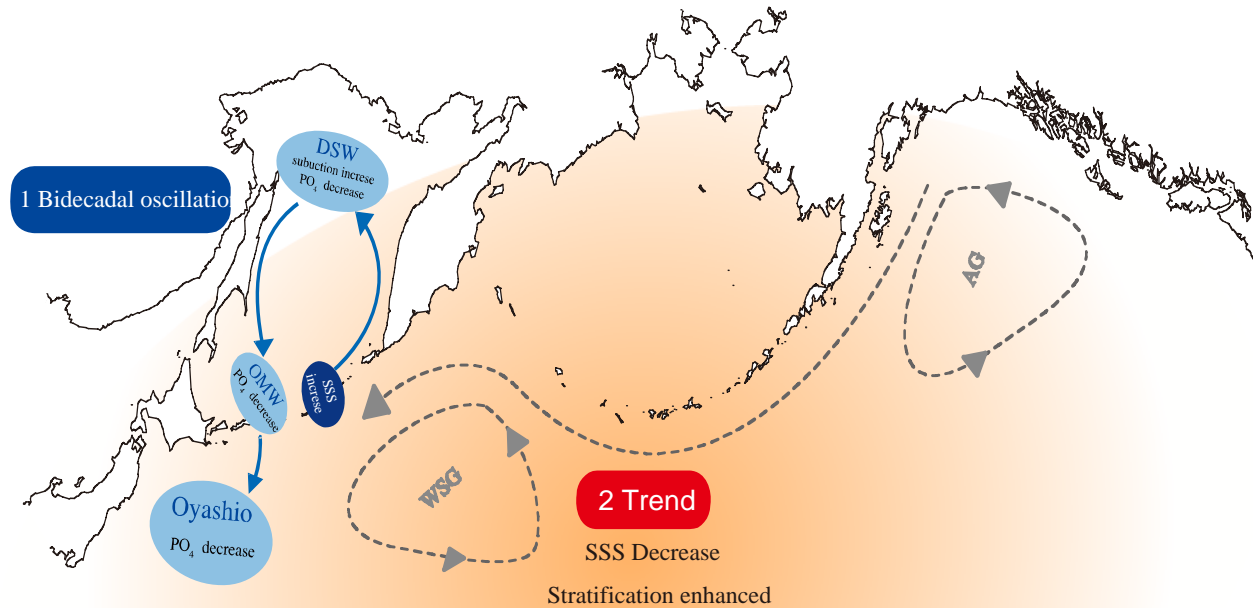 DSW
subuction increse
PO4 decrease
1 Bidecadal oscillation
AG
OMW
PO4 decrease
SSS
increse
WSG
2 Trend
Oyashio
PO4 decrease
SSS Decrease
Stratification enhanced